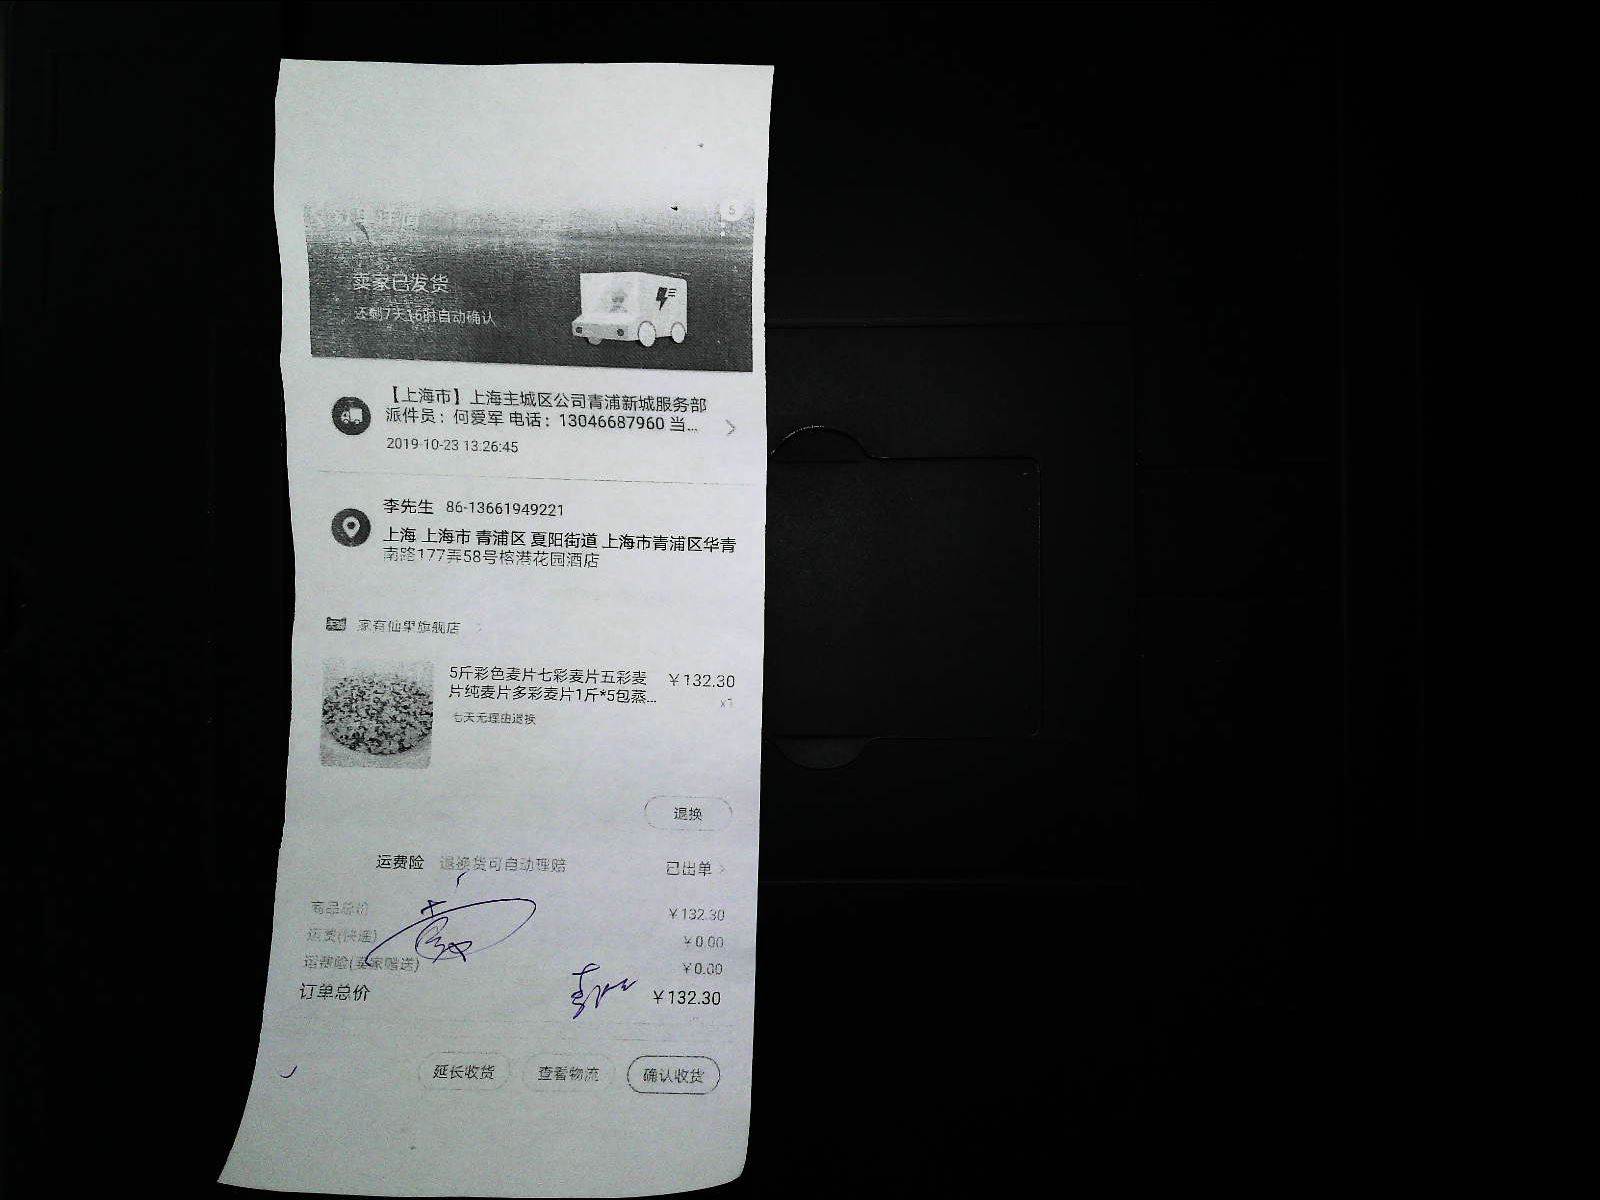 5
卖家已发货
还剩7天16时自动确认
【上海市】上海主城区公司青浦新城服务部
派件员：何爱军 电话：13046687960 当...
2019-10-23 13:26:45
李先生 86-13661949221
上海 上海市 青浦区 夏阳街道 上海市青浦区华青
南路177弄58号榕港花园酒店
天猫 家有仙果旗舰店
5斤彩色麦片七彩麦片五彩麦 ￥132.30
片纯麦片多彩麦片1斤*5包蒸... x1
七天无理由退换
退换
运费险 退换货可自动理赔 已出单
商品总价 ￥132.30
运费(快递) ￥0.00
运费险(卖家赠送) ￥0.00
订单总价 ￥132.30
延长收货 查看物流 确认收货